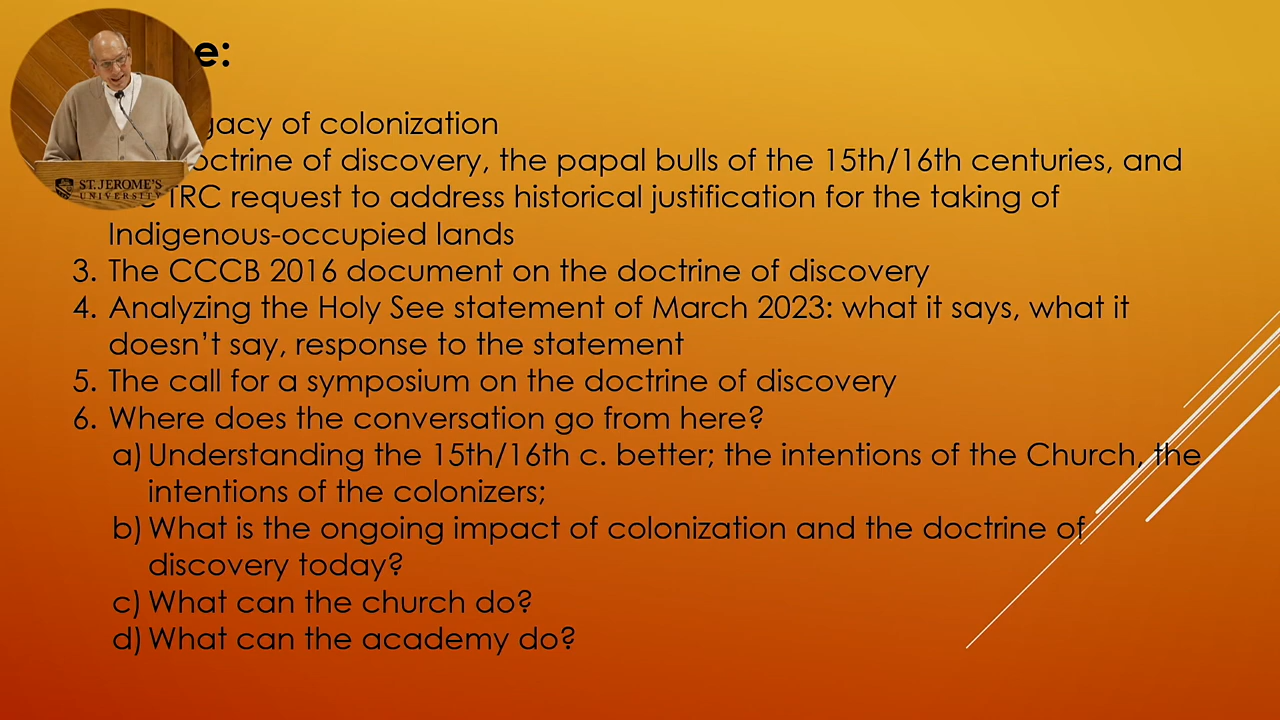 e:
gacy of colonization
octrine of discovery, the papal bulls of the 15th/16th centuries, and
TRC request to address historical justification for the taking of
Indigenous-occupied lands
3. The CCCB 2016 document on the doctrine of discovery
4. Analyzing the Holy See statement of March 2023: what it says, what it
doesn’t say, response to the statement
5. The call for a symposium on the doctrine of discovery
6. Where does the conversation go from here?
a) Understanding the 15th/16th c. better; the intentions of the Church, the
intentions of the colonizers;
b) What is the ongoing impact of colonization and the doctrine of
discovery today?
c) What can the church do?
d) What can the academy do?
ST. JEROME'S
UNIVERSITY